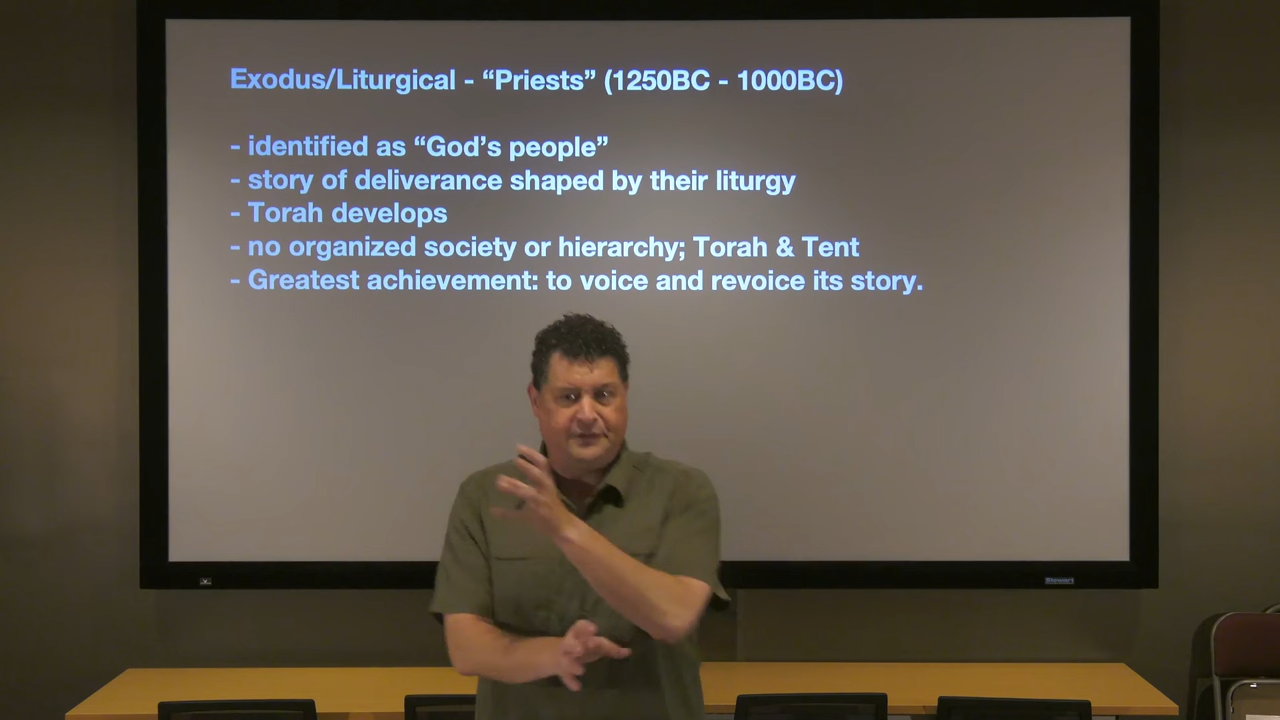 Exodus/Liturgical - “Priests” (1250BC - 1000BC)
- identified as “God’s people”
- story of deliverance shaped by their liturgy
- Torah develops
- no organized society or hierarchy; Torah & Tent
- Greatest achievement: to voice and revoice its story.
Stewart